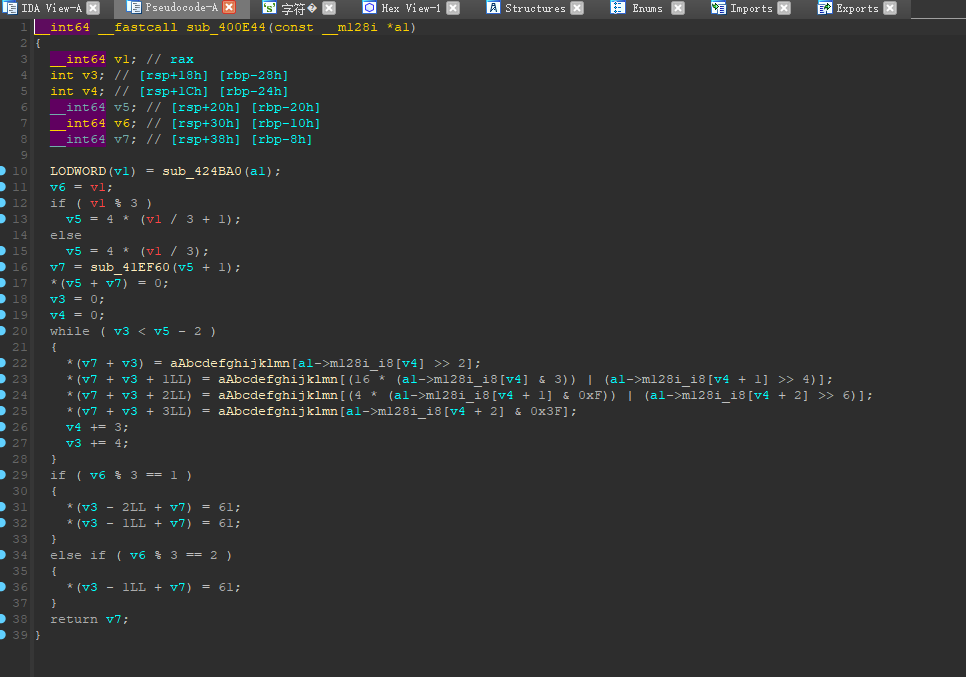 IDA View-A Pseudocode-A 字符� Hex View-1 Structures Enums Imports Exports
1 __int64 __fastcall sub_400E44(const __m128i *a1)
2 {
3 __int64 v1; // rax
4 int v3; // [rsp+18h] [rbp-28h]
5 int v4; // [rsp+1Ch] [rbp-24h]
6 __int64 v5; // [rsp+20h] [rbp-20h]
7 __int64 v6; // [rsp+30h] [rbp-10h]
8 __int64 v7; // [rsp+38h] [rbp-8h]
9
10 LODWORD(v1) = sub_424BA0(a1);
11 v6 = v1;
12 if ( v1 % 3 )
13 v5 = 4 * (v1 / 3 + 1);
14 else
15 v5 = 4 * (v1 / 3);
16 v7 = sub_41EF60(v5 + 1);
17 *(v5 + v7) = 0;
18 v3 = 0;
19 v4 = 0;
20 while ( v3 < v5 - 2 )
21 {
22 *(v7 + v3) = aAbcdefghijklmn[a1->m128i_i8[v4] >> 2];
23 *(v7 + v3 + 1LL) = aAbcdefghijklmn[(16 * (a1->m128i_i8[v4] & 3)) | (a1->m128i_i8[v4 + 1] >> 4)];
24 *(v7 + v3 + 2LL) = aAbcdefghijklmn[(4 * (a1->m128i_i8[v4 + 1] & 0xF)) | (a1->m128i_i8[v4 + 2] >> 6)];
25 *(v7 + v3 + 3LL) = aAbcdefghijklmn[a1->m128i_i8[v4 + 2] & 0x3F];
26 v4 += 3;
27 v3 += 4;
28 }
29 if ( v6 % 3 == 1 )
30 {
31 *(v3 - 2LL + v7) = 61;
32 *(v3 - 1LL + v7) = 61;
33 }
34 else if ( v6 % 3 == 2 )
35 {
36 *(v3 - 1LL + v7) = 61;
37 }
38 return v7;
39 }